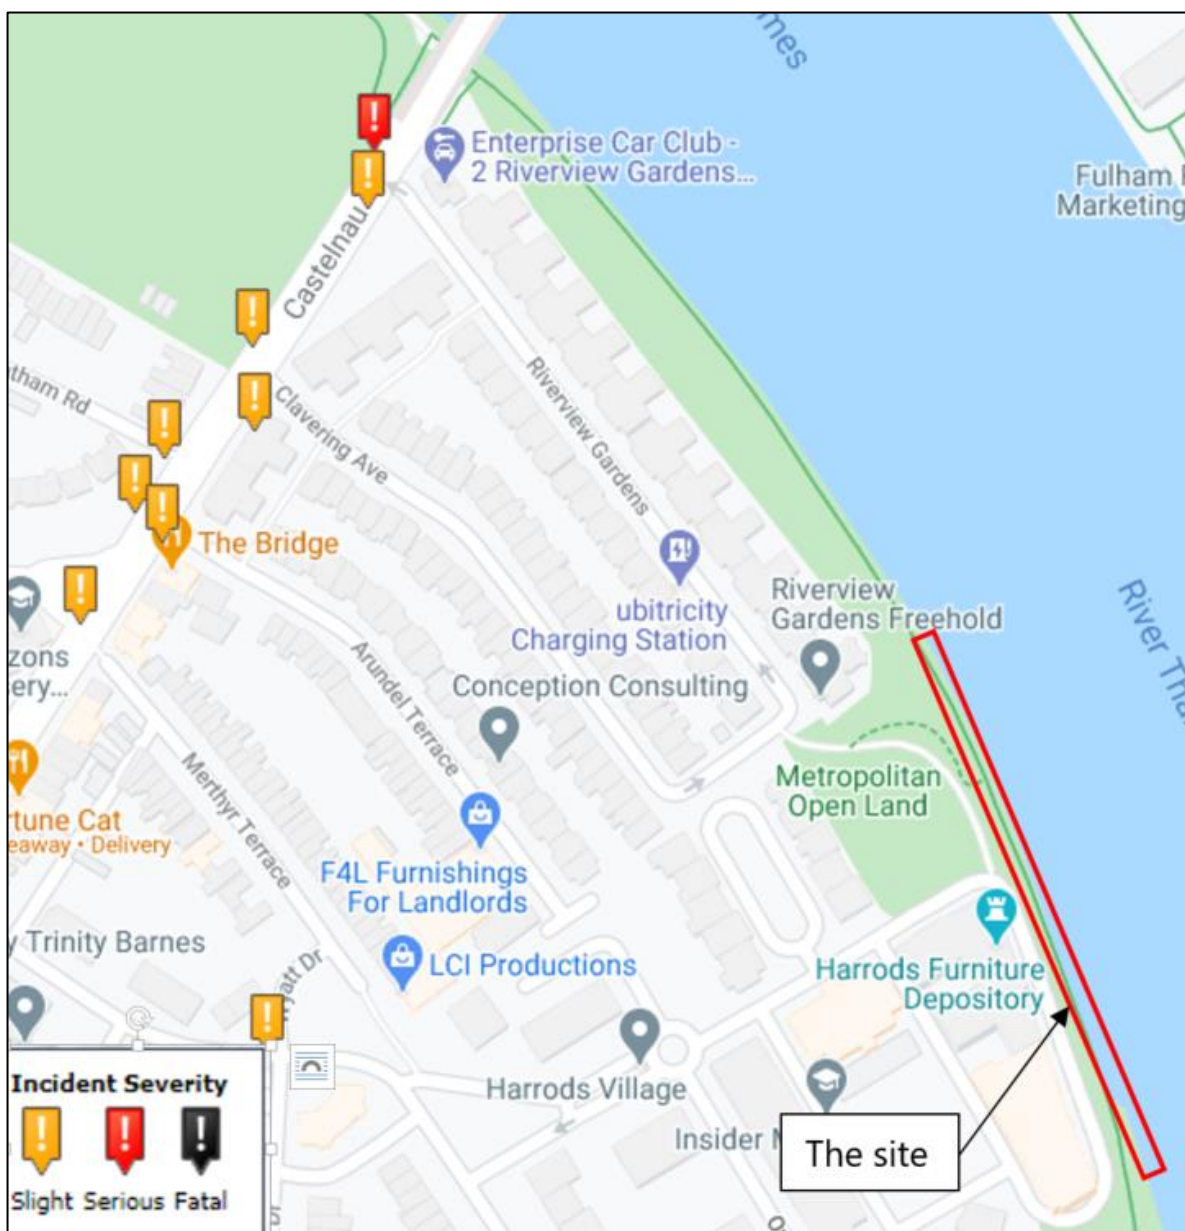 mes
Enterprise Car Club -
2 Riverview Gardens...
Fulham
Marketing
Castelnau
Riverview Gardens
Clavering Ave
The Bridge
ubitricity
Charging Station
Riverview
Gardens Freehold
River Tha
zons
ery...
Arundel Terrace
Conception Consulting
Metropolitan
Open Land
Merthyr Terrace
tune Cat
eaway • Delivery
F4L Furnishings
For Landlords
y Trinity Barnes
LCI Productions
Harrods Furniture
Depository
Harrods Village
Insider
The site
Incident Severity
Slight Serious Fatal